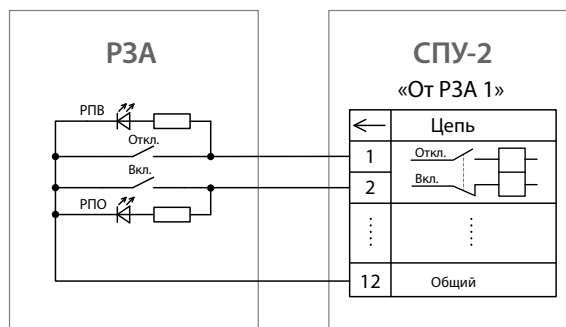 РЗА
РПВ
Откл.
Вкл.
РПО
СПУ-2
«От РЗА 1»
Цепь
1
Откл.
2
Вкл.
12
Общий